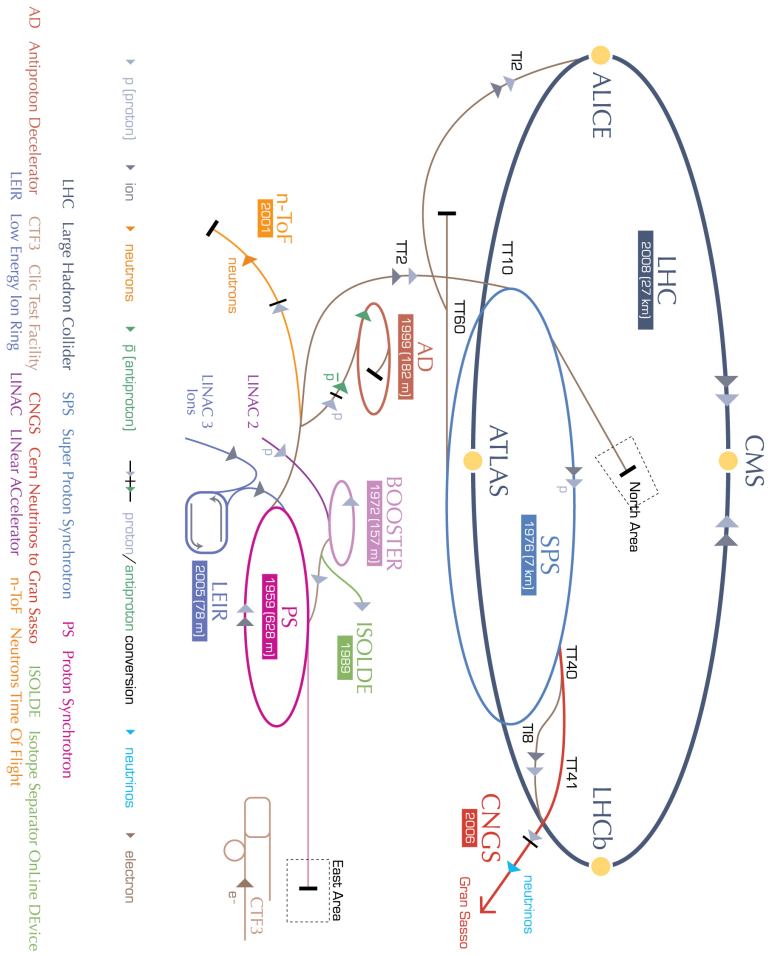 CMS
LHC
2008 (27 km)
North Area
ALICE
TT10
ATLAS
LHCb
TI2
TT60
SPS
1976 (7 km)
p
TT40
TT41
TI8
CNGS
2006
neutrinos
Gran Sasso
TT2
AD
1999 (182 m)
BOOSTER
1972 (157 m)
ISOLDE
1989
East Area
p
p̅
n-ToF
2001
neutrons
LINAC 2
p
LINAC 3
Ions
PS
1959 (628 m)
LEIR
2005 (78 m)
CTF3
e-
p [proton]
ion
neutrons
p̅ [antiproton]
proton/antiproton conversion
neutrinos
electron
LHC Large Hadron Collider SPS Super Proton Synchrotron PS Proton Synchrotron
AD Antiproton Decelerator CTF3 Clic Test Facility CNGS Cern Neutrinos to Gran Sasso ISOLDE Isotope Separator OnLine DEvice
LEIR Low Energy Ion Ring LINAC LINear ACcelerator n-ToF Neutrons Time Of Flight